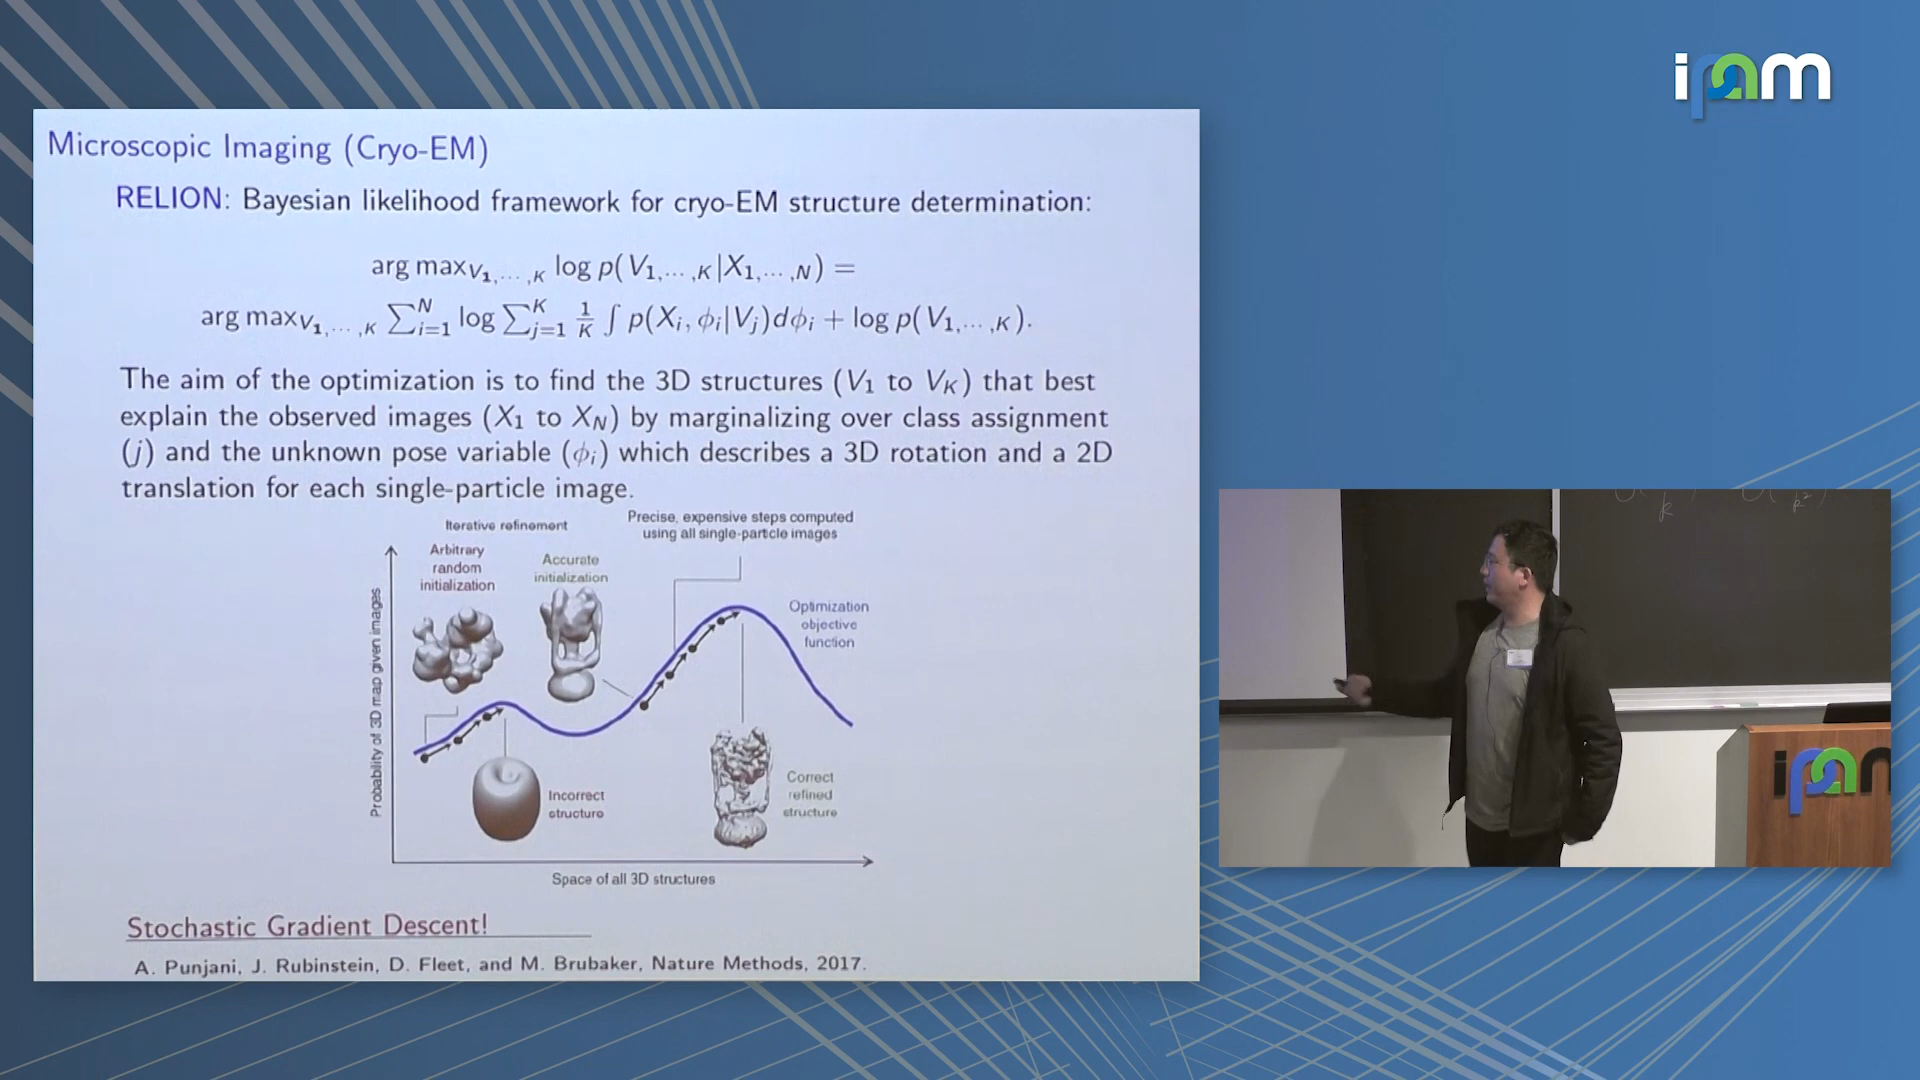 ipam
Microscopic Imaging (Cryo-EM)
RELION: Bayesian likelihood framework for cryo-EM structure determination:
arg max_{V_{1,⋯,K}} log p(V_{1,⋯,K}|X_{1,⋯,N}) =
arg max_{V_{1,⋯,K}} ∑_{i=1}^{N} log ∑_{j=1}^{K} 1/K ∫ p(X_i, ϕ_i|V_j)dϕ_i + log p(V_{1,⋯,K}).
The aim of the optimization is to find the 3D structures (V_1 to V_K) that best
explain the observed images (X_1 to X_N) by marginalizing over class assignment
(j) and the unknown pose variable (ϕ_i) which describes a 3D rotation and a 2D
translation for each single-particle image.
Iterative refinement
Precise, expensive steps computed
using all single-particle images
Arbitrary
random
initialization
Accurate
initialization
Optimization
objective
function
Probability of 3D map given images
Incorrect
structure
Correct
refined
structure
Space of all 3D structures
Stochastic Gradient Descent!
A. Punjani, J. Rubinstein, D. Fleet, and M. Brubaker, Nature Methods, 2017.
ipam